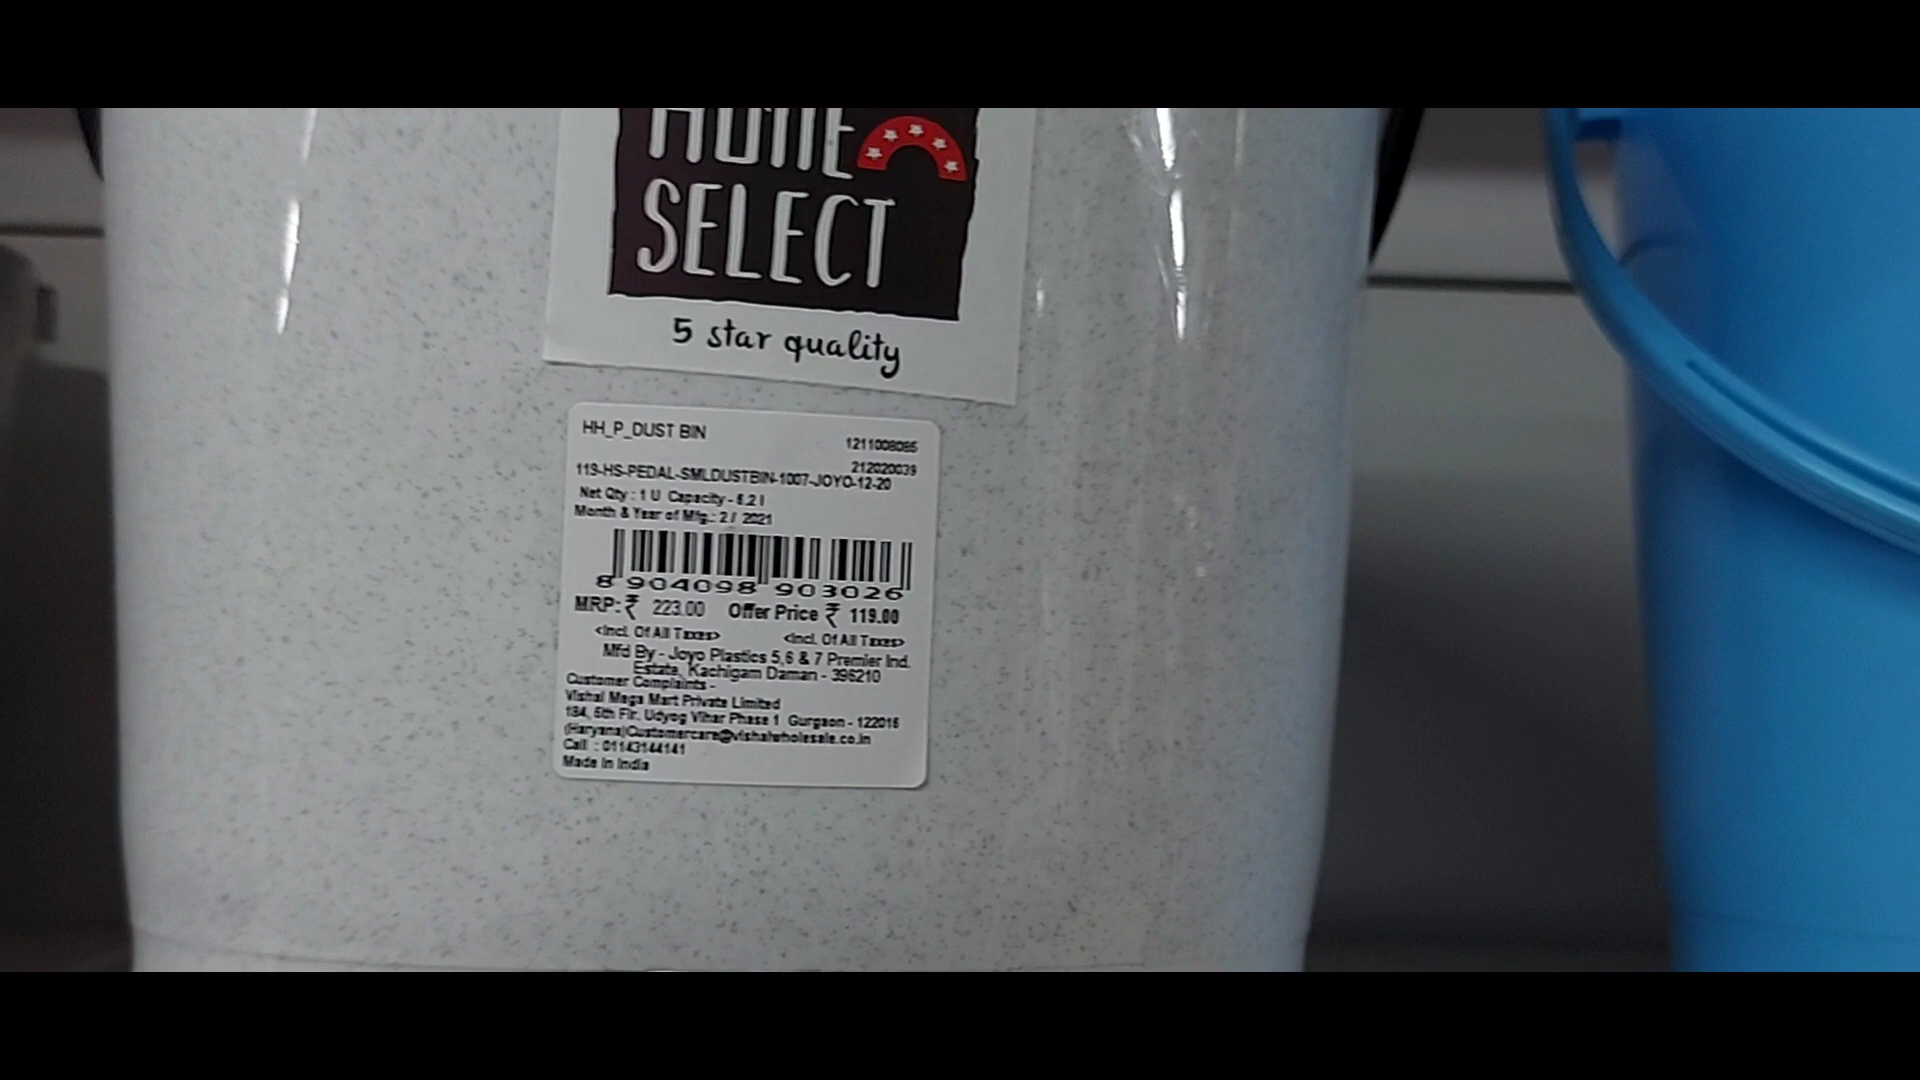 HOME
SELECT
5 star quality
HH_P_DUST BIN
1211008085
212020039
119-HS-PEDAL-SMLDUSTBIN-1007-JOYO-12-20
Net Qty : 1 U Capacity - 6.2 l
Month & Year of Mfg.: 2 / 2021
8 904098 903026
MRP: ₹ 223.00 Offer Price ₹ 119.00
<Incl. Of All Taxes> <Incl. Of All Taxes>
Mfd By - Joyo Plastics 5,6 & 7 Premier Ind.
Estate, Kachigam Daman - 396210
Customer Complaints -
Vishal Mega Mart Private Limited
184, 5th Flr. Udyog Vihar Phase 1 Gurgaon - 122016
(Haryana)Customercare@vishalwholesale.co.in
Call : 01143144141
Made In India